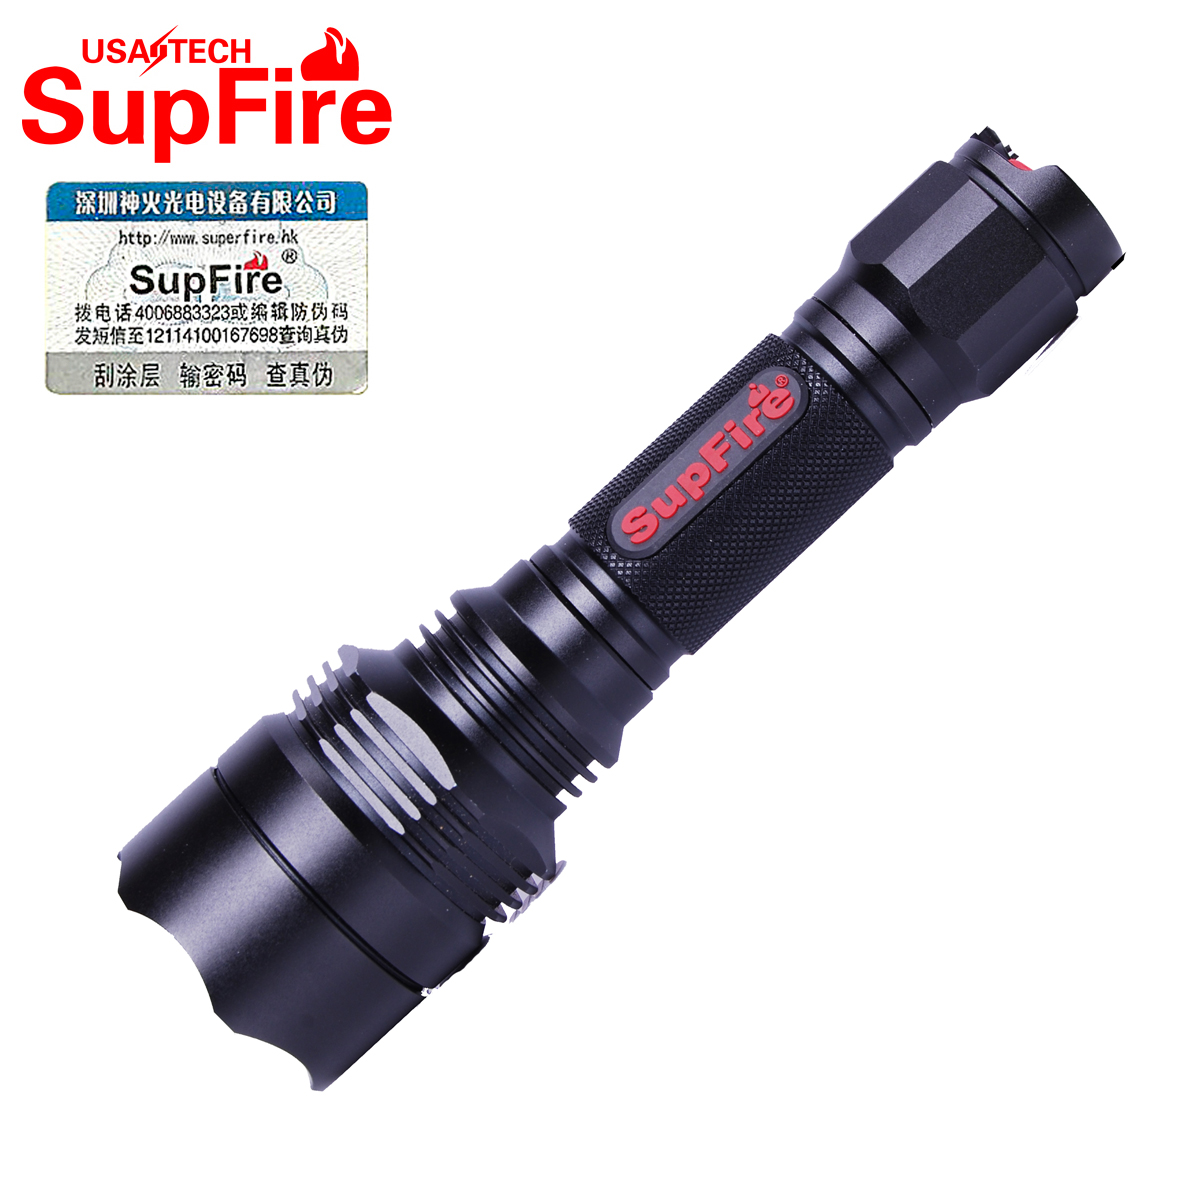 USA TECH
SupFire
深圳神火光电设备有限公司
http://www.superfire.hk
SupFire®
拨电话4006883323或编辑防伪码
发短信至12114100167698查询真伪
刮涂层 输密码 查真伪
SupFire®